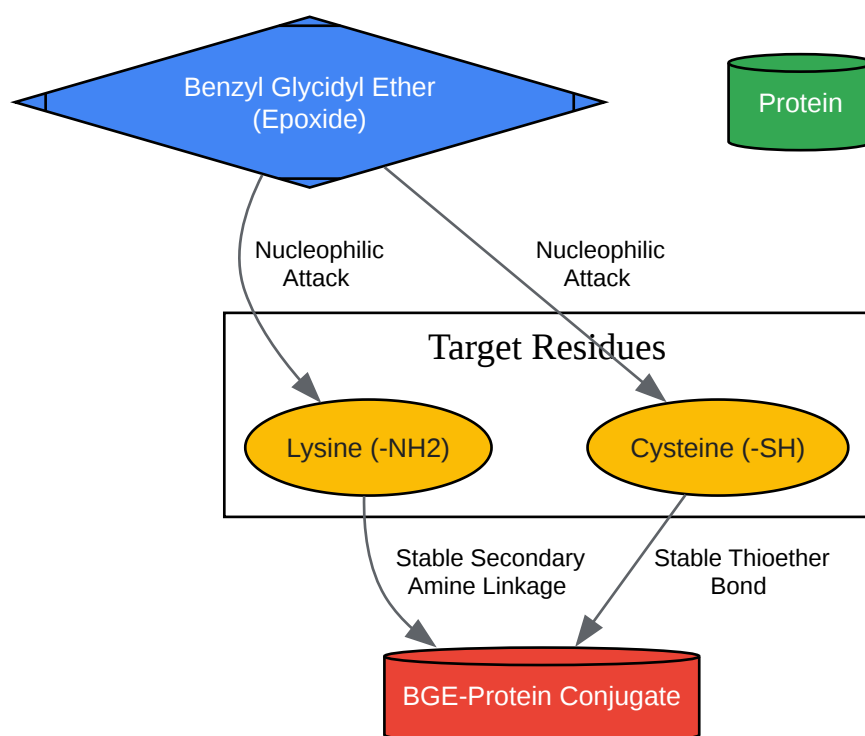 Benzyl Glycidyl Ether
(Epoxide)
Protein
Nucleophilic
Attack
Nucleophilic
Attack
Target Residues
Lysine (-NH2)
Cysteine (-SH)
Stable Secondary
Amine Linkage
Stable Thioether
Bond
BGE-Protein Conjugate